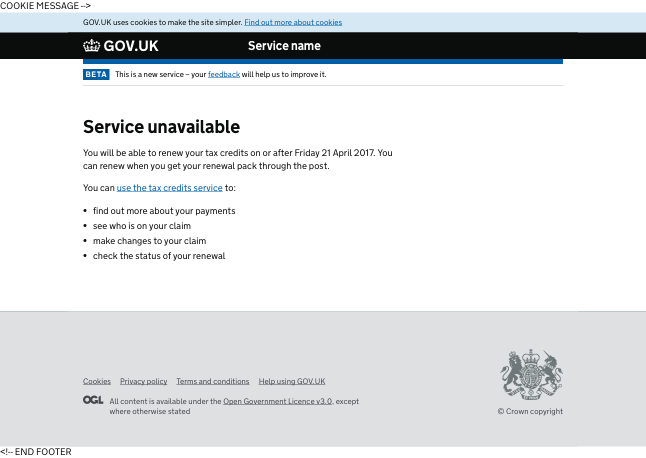 COOKIE MESSAGE -->
GOV.UK uses cookies to make the site simpler. Find out more about cookies
GOV.UK Service name
BETA This is a new service – your feedback will help us to improve it.
Service unavailable
You will be able to renew your tax credits on or after Friday 21 April 2017. You
can renew when you get your renewal pack through the post.
You can use the tax credits service to:
• find out more about your payments
• see who is on your claim
• make changes to your claim
• check the status of your renewal
Cookies Privacy policy Terms and conditions Help using GOV.UK
OGL All content is available under the Open Government Licence v3.0, except
where otherwise stated
© Crown copyright
<!-- END FOOTER